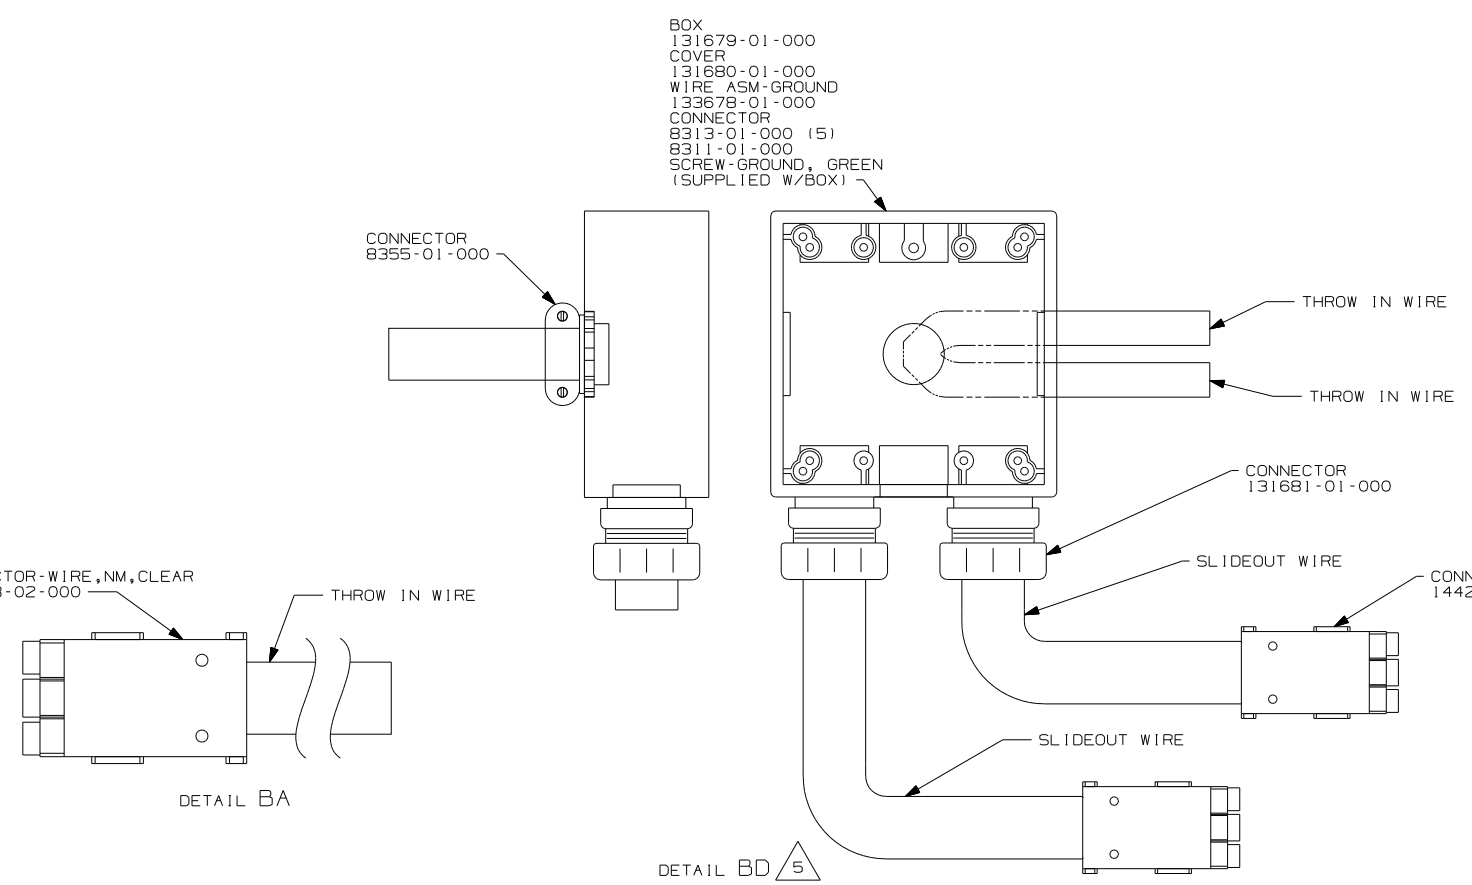 BOX
131679-01-000
COVER
131680-01-000
WIRE ASM-GROUND
133678-01-000
CONNECTOR
8313-01-000 (5)
8311-01-000
SCREW-GROUND, GREEN
(SUPPLIED W/BOX)
CONNECTOR
8355-01-000
THROW IN WIRE
THROW IN WIRE
CONNECTOR
131681-01-000
SLIDEOUT WIRE
CTOR-WIRE,NM,CLEAR
-02-000
THROW IN WIRE
CONN
1442
SLIDEOUT WIRE
DETAIL BA
DETAIL BD 5